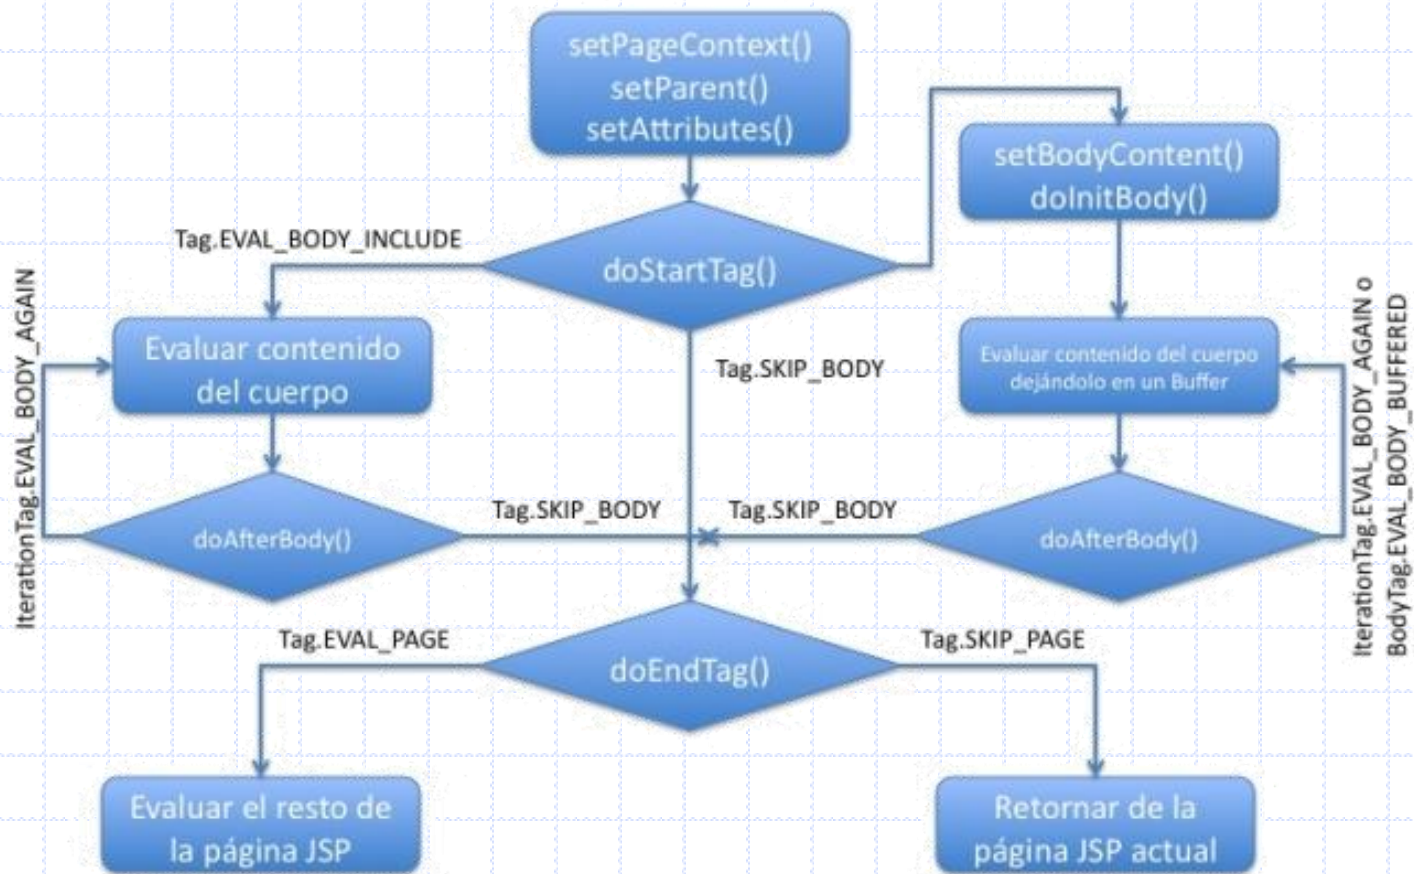 setPageContext()
setParent()
setAttributes()
setBodyContent()
doInitBody()
Tag.EVAL_BODY_INCLUDE
doStartTag()
IterationTag.EVAL_BODY_AGAIN
Evaluar contenido
del cuerpo
Tag.SKIP_BODY
Evaluar contenido del cuerpo
dejándolo en un Buffer
IterationTag.EVAL_BODY_AGAIN o
BodyTag.EVAL_BODY_BUFFERED
doAfterBody()
Tag.SKIP_BODY
Tag.SKIP_BODY
doAfterBody()
Tag.EVAL_PAGE
doEndTag()
Tag.SKIP_PAGE
Evaluar el resto de
la página JSP
Retornar de la
página JSP actual